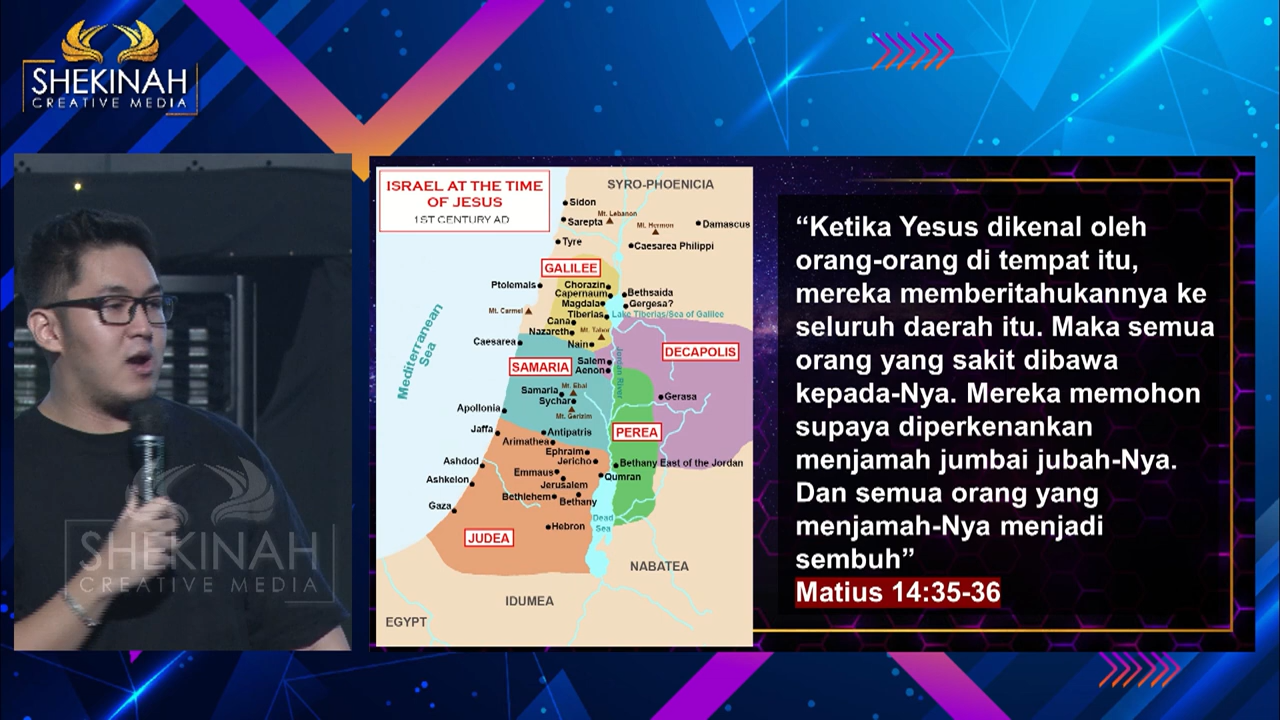 SHEKINAH
CREATIVE MEDIA
SHEKINAH
CREATIVE MEDIA
ISRAEL AT THE TIME
OF JESUS
1ST CENTURY AD
SYRO-PHOENICIA
Sidon
Mt. Lebanon
Sarepta
Damascus
Mt. Hermon
Tyre
Caesarea Philippi
GALILEE
Ptolemais
Chorazin
Capernaum
Bethsaida
Magdala
Gergesa?
Mt. Carmel
Tiberias
Lake Tiberias/Sea of Galilee
Cana
Nazareth
Mt. Tabor
Nain
Caesarea
Mediterranean
Sea
DECAPOLIS
SAMARIA
Salem
Aenon
Jordan River
Mt. Ebal
Samaria
Sychar
Mt. Gerizim
Gerasa
Apollonia
Jaffa
Antipatris
PEREA
Arimathea
Ephraim
Jericho
Bethany East of the Jordan
Ashdod
Emmaus
Qumran
Ashkelon
Jerusalem
Bethlehem
Bethany
Gaza
Dead
Sea
Hebron
JUDEA
NABATEA
IDUMEA
EGYPT
“Ketika Yesus dikenal oleh
orang-orang di tempat itu,
mereka memberitahukannya ke
seluruh daerah itu. Maka semua
orang yang sakit dibawa
kepada-Nya. Mereka memohon
supaya diperkenankan
menjamah jumbai jubah-Nya.
Dan semua orang yang
menjamah-Nya menjadi
sembuh”
Matius 14:35-36